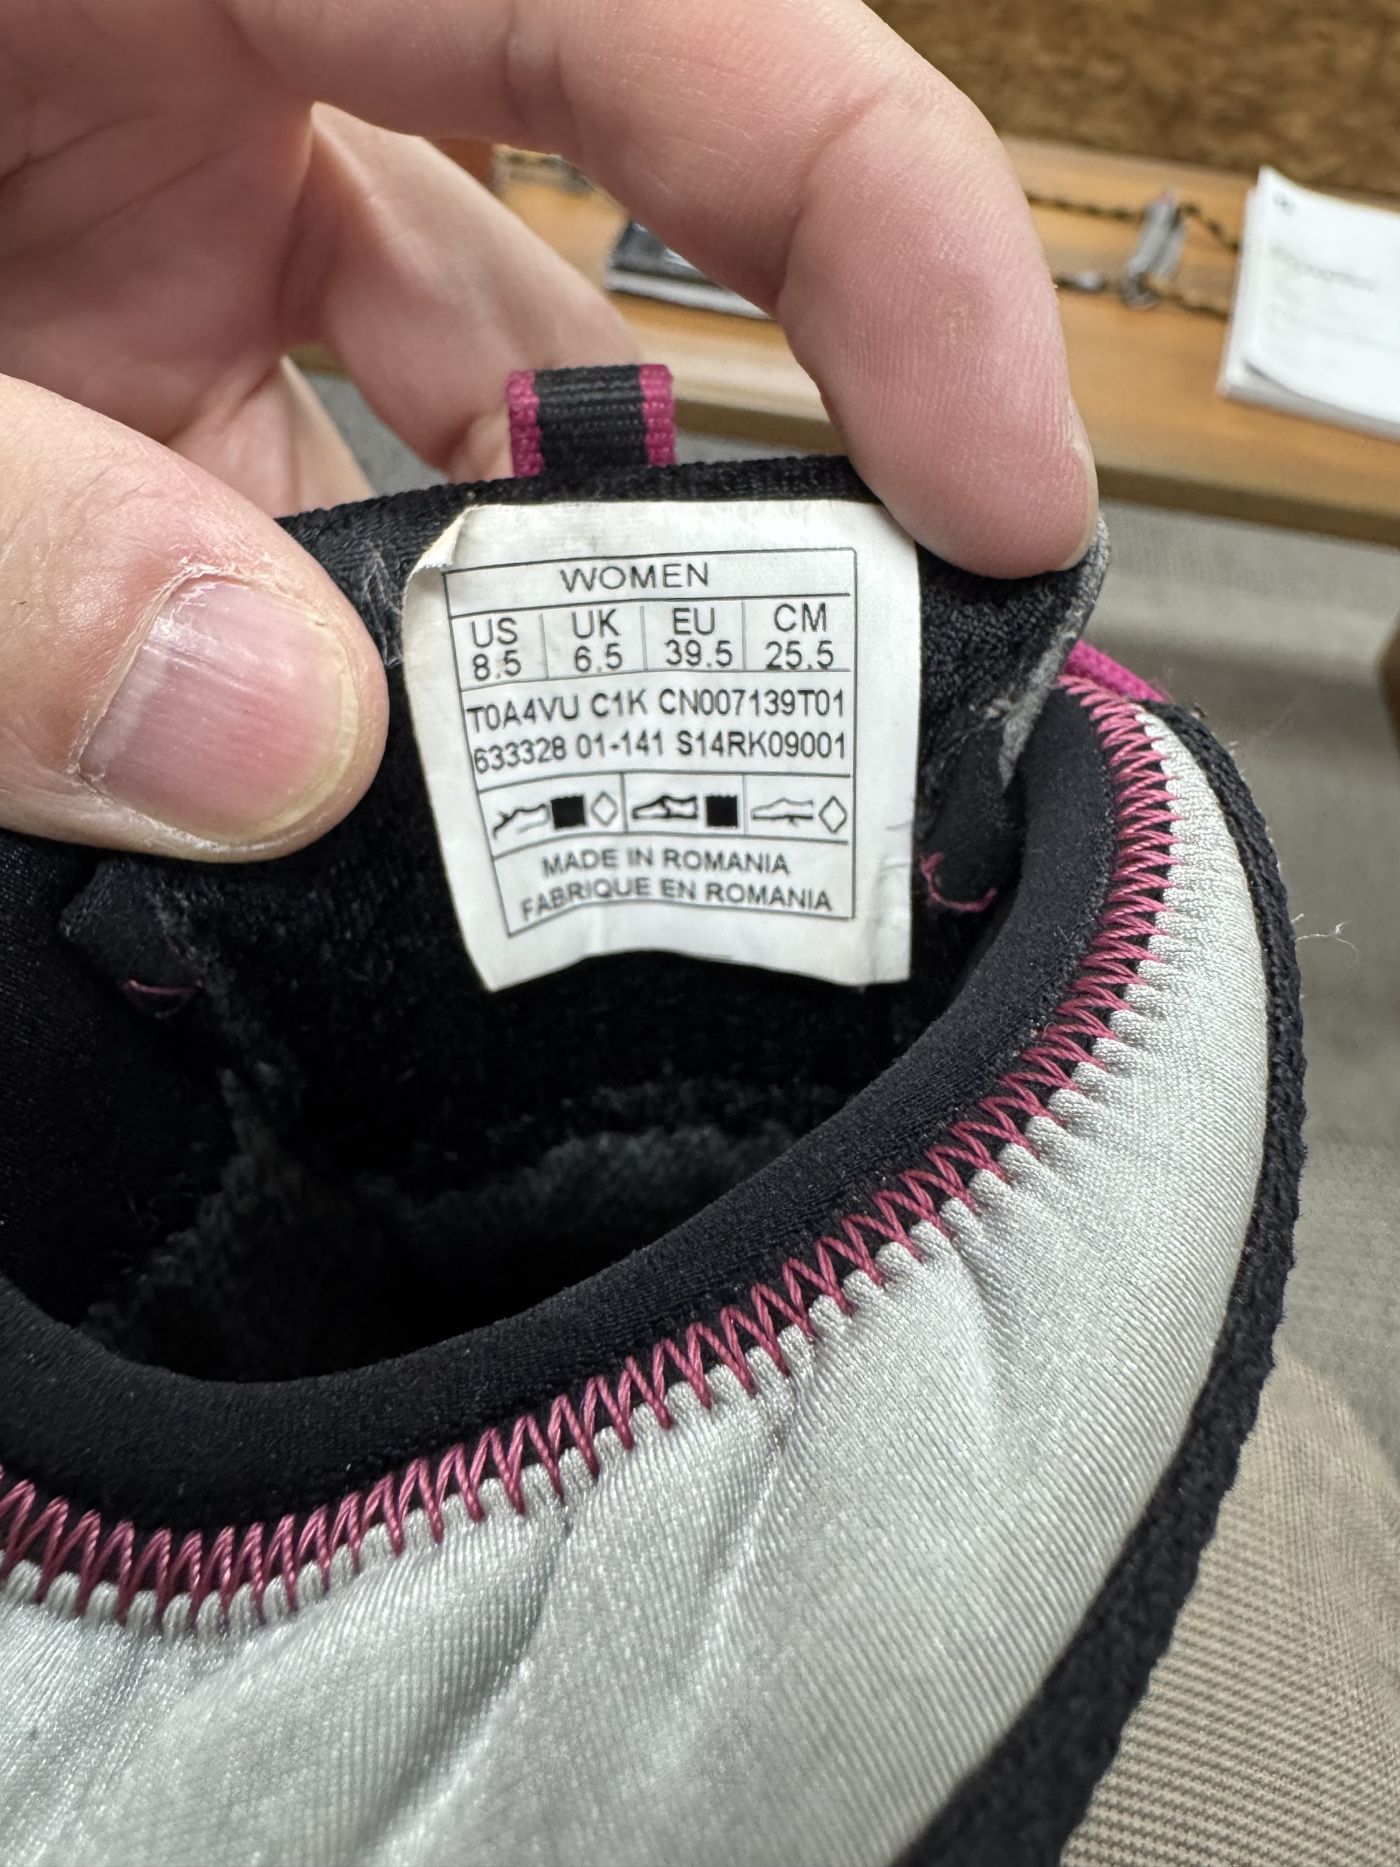 WOMEN
US UK EU CM
8.5 6.5 39.5 25.5
T0A4VU C1K CN007139T01
633328 01-141 S14RK09001
MADE IN ROMANIA
FABRIQUE EN ROMANIA